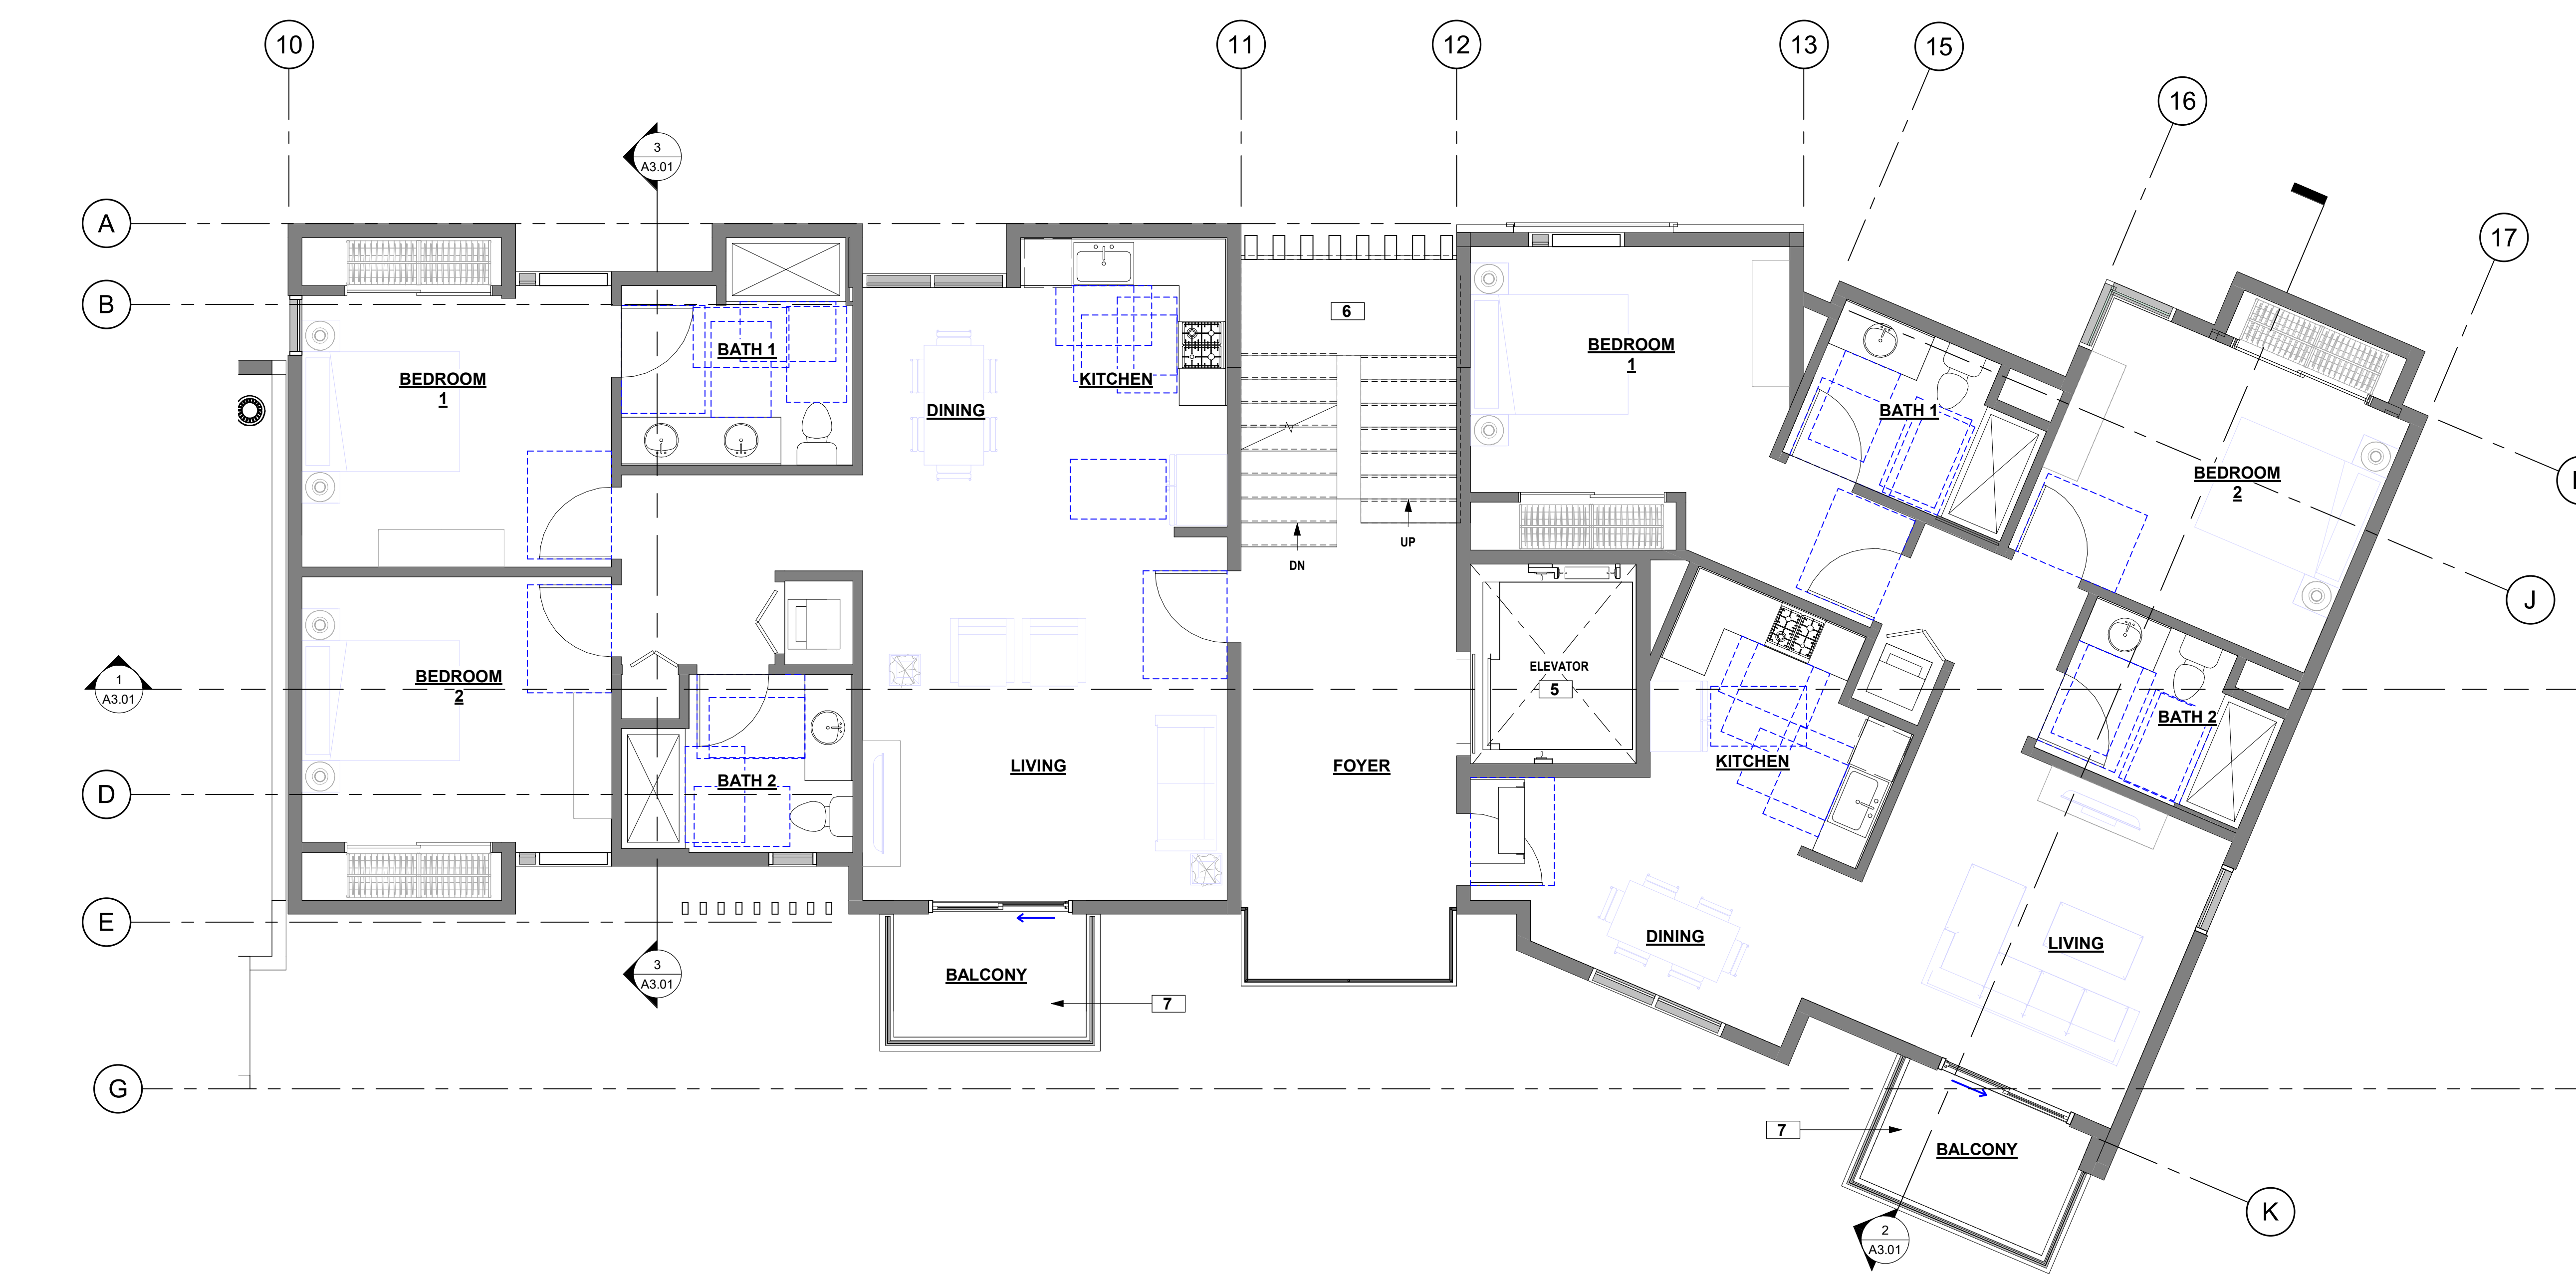 10
11
12
13
15
16
17
3
A3.01
A
B
6
BEDROOM
1
BATH 1
KITCHEN
DINING
BEDROOM
1
BATH 1
BEDROOM
2
J
DN
UP
1
A3.01
BEDROOM
2
BATH 2
LIVING
FOYER
ELEVATOR
5
KITCHEN
BATH 2
D
E
3
A3.01
BALCONY
7
DINING
LIVING
G
7
BALCONY
K
2
A3.01